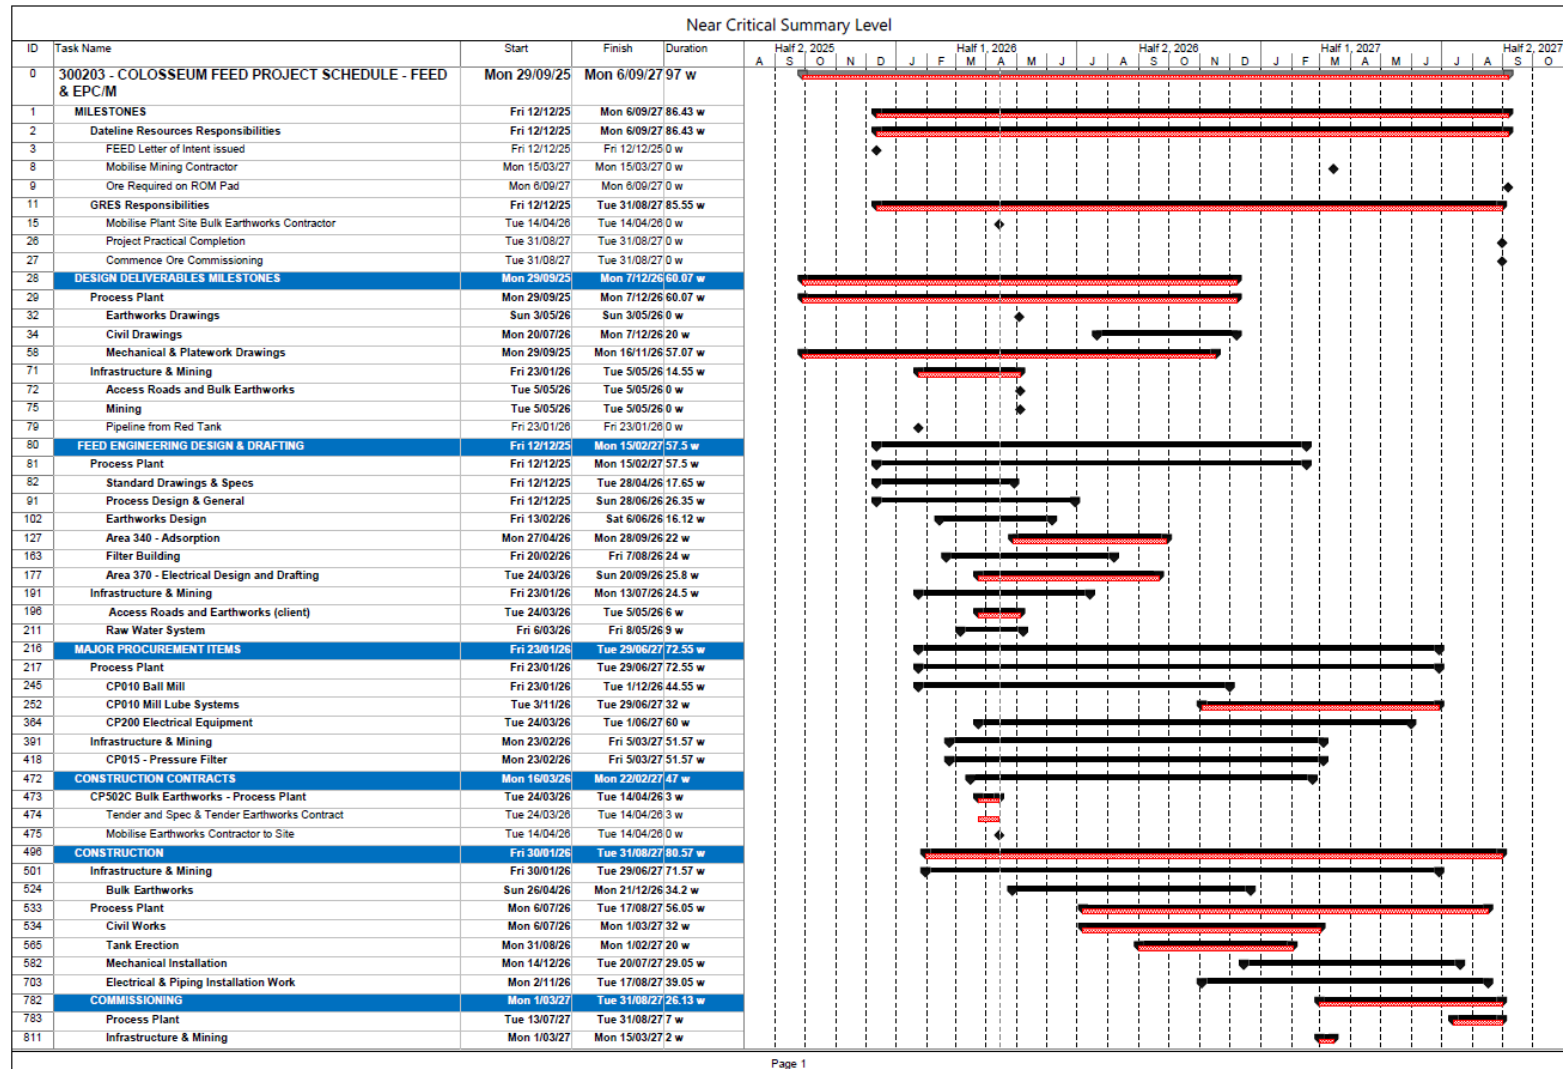 Near Critical Summary Level
ID Task Name Start Finish Duration Half 2, 2025 Half 1, 2026 Half 2, 2026 Half 1, 2027 Half 2, 2027
A S O N D J F M A M J J A S O N D J F M A M J J A S O
0 300203 - COLOSSEUM FEED PROJECT SCHEDULE - FEED Mon 29/09/25 Mon 6/09/27 97 w
& EPC/M
1 MILESTONES Fri 12/12/25 Mon 6/09/27 86.43 w
2 Dateline Resources Responsibilities Fri 12/12/25 Mon 6/09/27 86.43 w
3 FEED Letter of Intent issued Fri 12/12/25 Fri 12/12/25 0 w
8 Mobilise Mining Contractor Mon 15/03/27 Mon 15/03/27 0 w
9 Ore Required on ROM Pad Mon 6/09/27 Mon 6/09/27 0 w
11 GRES Responsibilities Fri 12/12/25 Tue 31/08/27 85.55 w
15 Mobilise Plant Site Bulk Earthworks Contractor Tue 14/04/26 Tue 14/04/26 0 w
26 Project Practical Completion Tue 31/08/27 Tue 31/08/27 0 w
27 Commence Ore Commissioning Tue 31/08/27 Tue 31/08/27 0 w
28 DESIGN DELIVERABLES MILESTONES Mon 29/09/25 Mon 7/12/26 60.07 w
29 Process Plant Mon 29/09/25 Mon 7/12/26 60.07 w
32 Earthworks Drawings Sun 3/05/26 Sun 3/05/26 0 w
34 Civil Drawings Mon 20/07/26 Mon 7/12/26 20 w
58 Mechanical & Platework Drawings Mon 29/09/25 Mon 16/11/26 57.07 w
71 Infrastructure & Mining Fri 23/01/26 Tue 5/05/26 14.55 w
72 Access Roads and Bulk Earthworks Tue 5/05/26 Tue 5/05/26 0 w
75 Mining Tue 5/05/26 Tue 5/05/26 0 w
79 Pipeline from Red Tank Fri 23/01/26 Fri 23/01/26 0 w
80 FEED ENGINEERING DESIGN & DRAFTING Fri 12/12/25 Mon 15/02/27 57.5 w
81 Process Plant Fri 12/12/25 Mon 15/02/27 57.5 w
82 Standard Drawings & Specs Fri 12/12/25 Tue 28/04/26 17.65 w
91 Process Design & General Fri 12/12/25 Sun 28/06/26 26.35 w
102 Earthworks Design Fri 13/02/26 Sat 6/06/26 16.12 w
127 Area 340 - Adsorption Mon 27/04/26 Mon 28/09/26 22 w
163 Filter Building Fri 20/02/26 Fri 7/08/26 24 w
177 Area 370 - Electrical Design and Drafting Tue 24/03/26 Sun 20/09/26 25.8 w
191 Infrastructure & Mining Fri 23/01/26 Mon 13/07/26 24.5 w
196 Access Roads and Earthworks (client) Tue 24/03/26 Tue 5/05/26 6 w
211 Raw Water System Fri 6/03/26 Fri 8/05/26 9 w
216 MAJOR PROCUREMENT ITEMS Fri 23/01/26 Tue 29/06/27 72.55 w
217 Process Plant Fri 23/01/26 Tue 29/06/27 72.55 w
245 CP010 Ball Mill Fri 23/01/26 Tue 1/12/26 44.55 w
252 CP010 Mill Lube Systems Tue 3/11/26 Tue 29/06/27 32 w
364 CP200 Electrical Equipment Tue 24/03/26 Tue 1/06/27 60 w
391 Infrastructure & Mining Mon 23/02/26 Fri 5/03/27 51.57 w
418 CP015 - Pressure Filter Mon 23/02/26 Fri 5/03/27 51.57 w
472 CONSTRUCTION CONTRACTS Mon 16/03/26 Mon 22/02/27 47 w
473 CP502C Bulk Earthworks - Process Plant Tue 24/03/26 Tue 14/04/26 3 w
474 Tender and Spec & Tender Earthworks Contract Tue 24/03/26 Tue 14/04/26 3 w
475 Mobilise Earthworks Contractor to Site Tue 14/04/26 Tue 14/04/26 0 w
496 CONSTRUCTION Fri 30/01/26 Tue 31/08/27 80.57 w
501 Infrastructure & Mining Fri 30/01/26 Tue 29/06/27 71.57 w
524 Bulk Earthworks Sun 26/04/26 Mon 21/12/26 34.2 w
533 Process Plant Mon 6/07/26 Tue 17/08/27 56.05 w
534 Civil Works Mon 6/07/26 Mon 1/03/27 32 w
565 Tank Erection Mon 31/08/26 Mon 1/02/27 20 w
582 Mechanical Installation Mon 14/12/26 Tue 20/07/27 29.05 w
703 Electrical & Piping Installation Work Mon 2/11/26 Tue 17/08/27 39.05 w
782 COMMISSIONING Mon 1/03/27 Tue 31/08/27 26.13 w
783 Process Plant Tue 13/07/27 Tue 31/08/27 7 w
811 Infrastructure & Mining Mon 1/03/27 Mon 15/03/27 2 w
Page 1